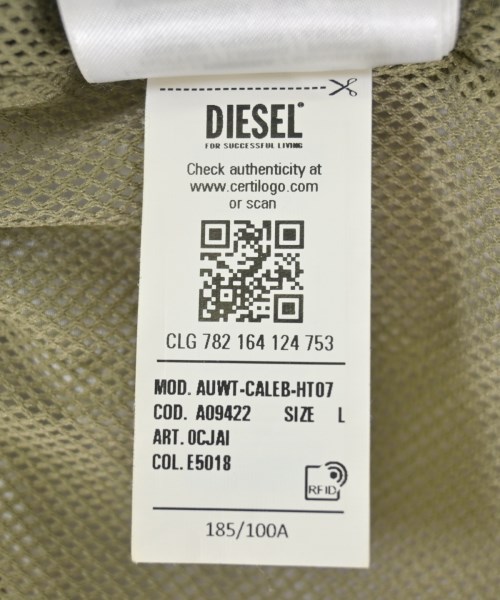 DIESEL®
FOR SUCCESSFUL LIVING
Check authenticity at
www.certilogo.com
or scan
CLG 782 164 124 753
MOD. AUWT-CALEB-HT07
COD. A09422 SIZE L
ART. 0CJAI
COL. E5018
RFID
185/100A